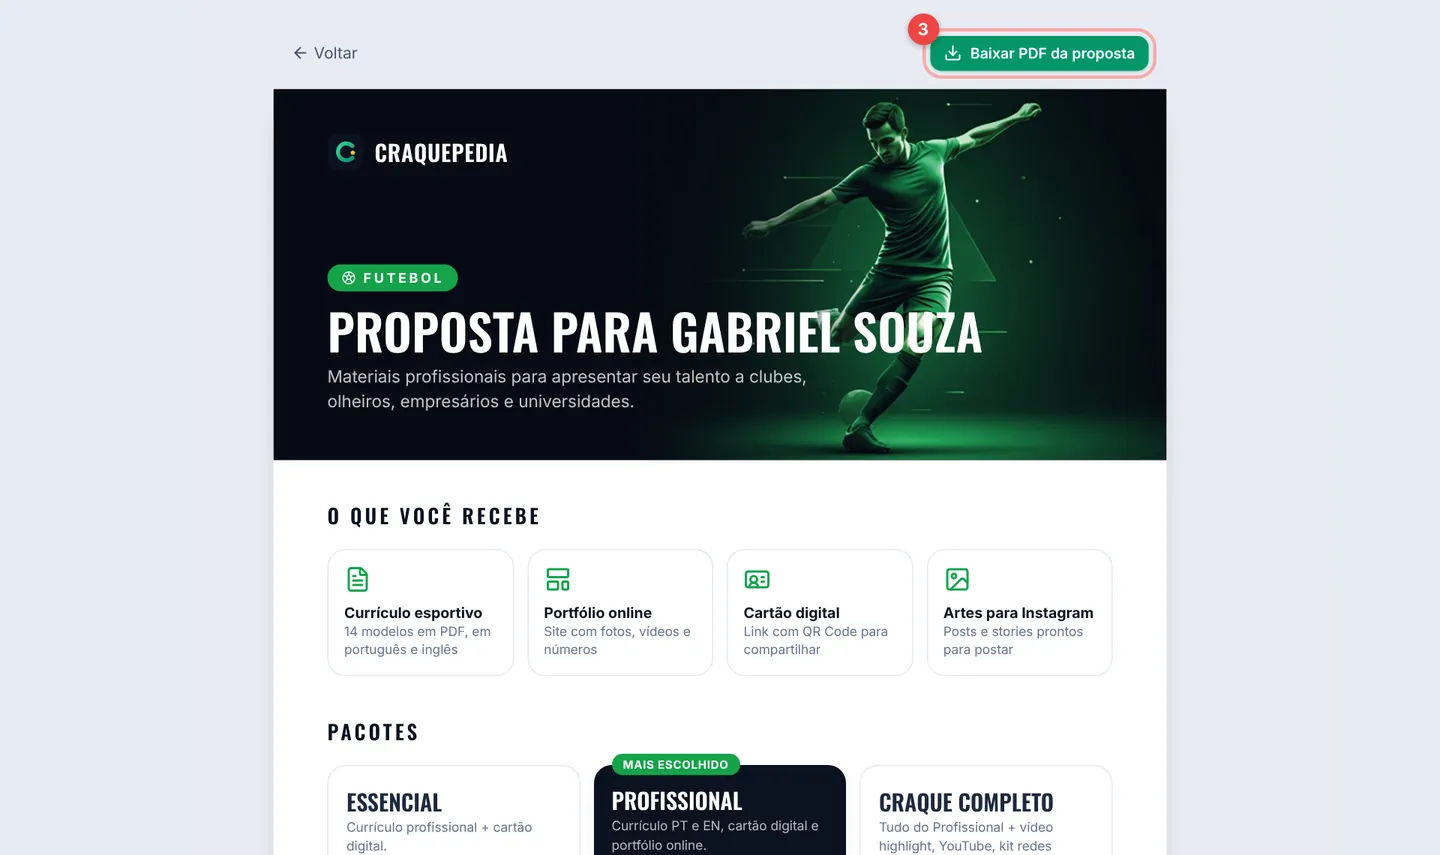 Voltar
3
Baixar PDF da proposta
CRAQUEPEDIA
FUTEBOL
PROPOSTA PARA GABRIEL SOUZA
Materiais profissionais para apresentar seu talento a clubes,
olheiros, empresários e universidades.
O QUE VOCÊ RECEBE
Currículo esportivo
14 modelos em PDF, em
português e inglês
Portfólio online
Site com fotos, vídeos e
números
Cartão digital
Link com QR Code para
compartilhar
Artes para Instagram
Posts e stories prontos
para postar
PACOTES
ESSENCIAL
Currículo profissional + cartão
digital.
MAIS ESCOLHIDO
PROFISSIONAL
Currículo PT e EN, cartão digital e
portfólio online.
CRAQUE COMPLETO
Tudo do Profissional + vídeo
highlight, YouTube, kit redes